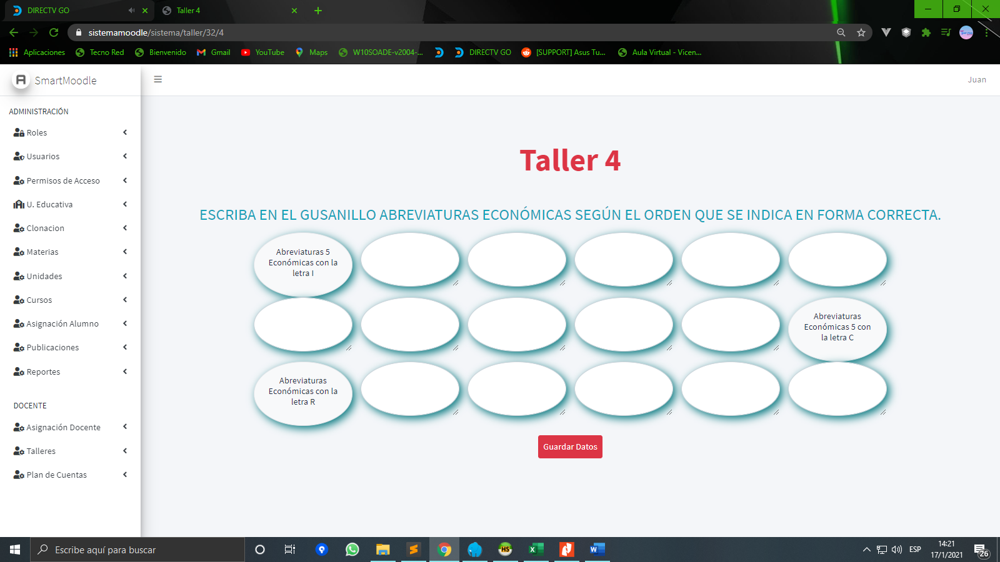 DIRECTV GO
Taller 4
sistemamoodle/sistema/taller/32/4
Aplicaciones
Tecno Red
Bienvenido
Gmail
YouTube
Maps
W10SOADE-v2004-...
DIRECTV GO
[SUPPORT] Asus Tu...
Aula Virtual - Vicen...
SmartMoodle
Juan
ADMINISTRACIÓN
Roles
Usuarios
Permisos de Acceso
U. Educativa
Clonacion
Materias
Unidades
Cursos
Asignación Alumno
Publicaciones
Reportes
DOCENTE
Asignación Docente
Talleres
Plan de Cuentas
Taller 4
ESCRIBA EN EL GUSANILLO ABREVIATURAS ECONÓMICAS SEGÚN EL ORDEN QUE SE INDICA EN FORMA CORRECTA.
Abreviaturas 5
Económicas con la
letra I
Abreviaturas
Económicas 5 con
la letra C
Abreviaturas
Económicas con la
letra R
Guardar Datos
Escribe aquí para buscar
HS
ESP
14:21
17/1/2021
26